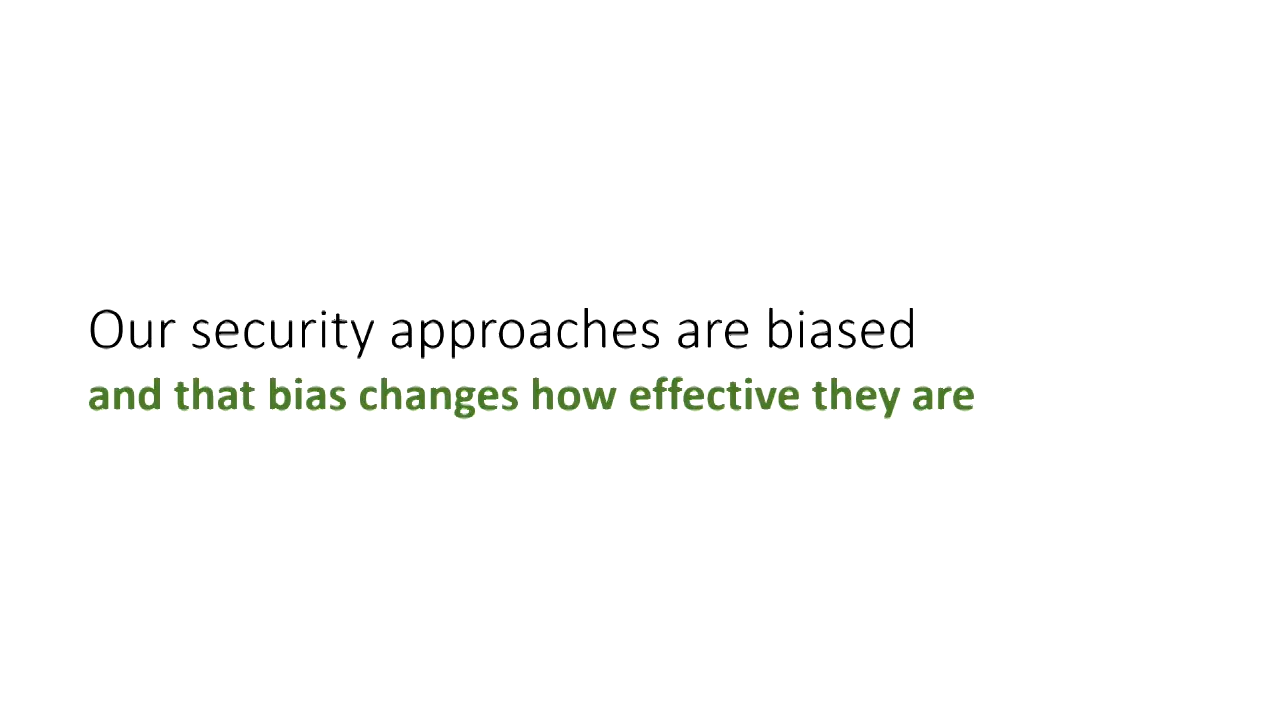 Our security approaches are biased
and that bias changes how effective they are